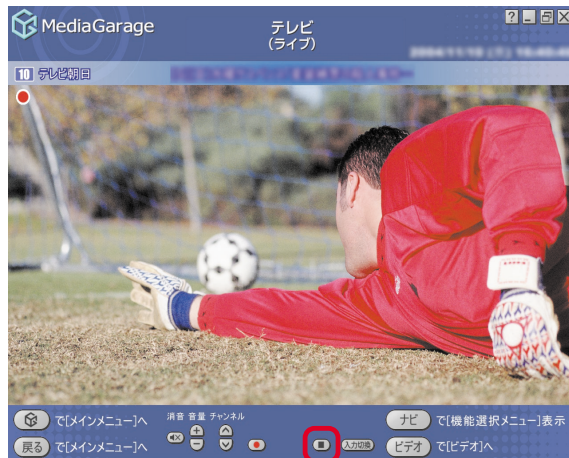 MediaGarage
テレビ
(ライブ)
? _ X
10 テレビ朝日
消音 音量 チャンネル
で[メインメニュー]へ
ナビ で[機能選択メニュー]表示
戻る で[メインメニュー]へ
入力切換
ビデオ で[ビデオ]へ